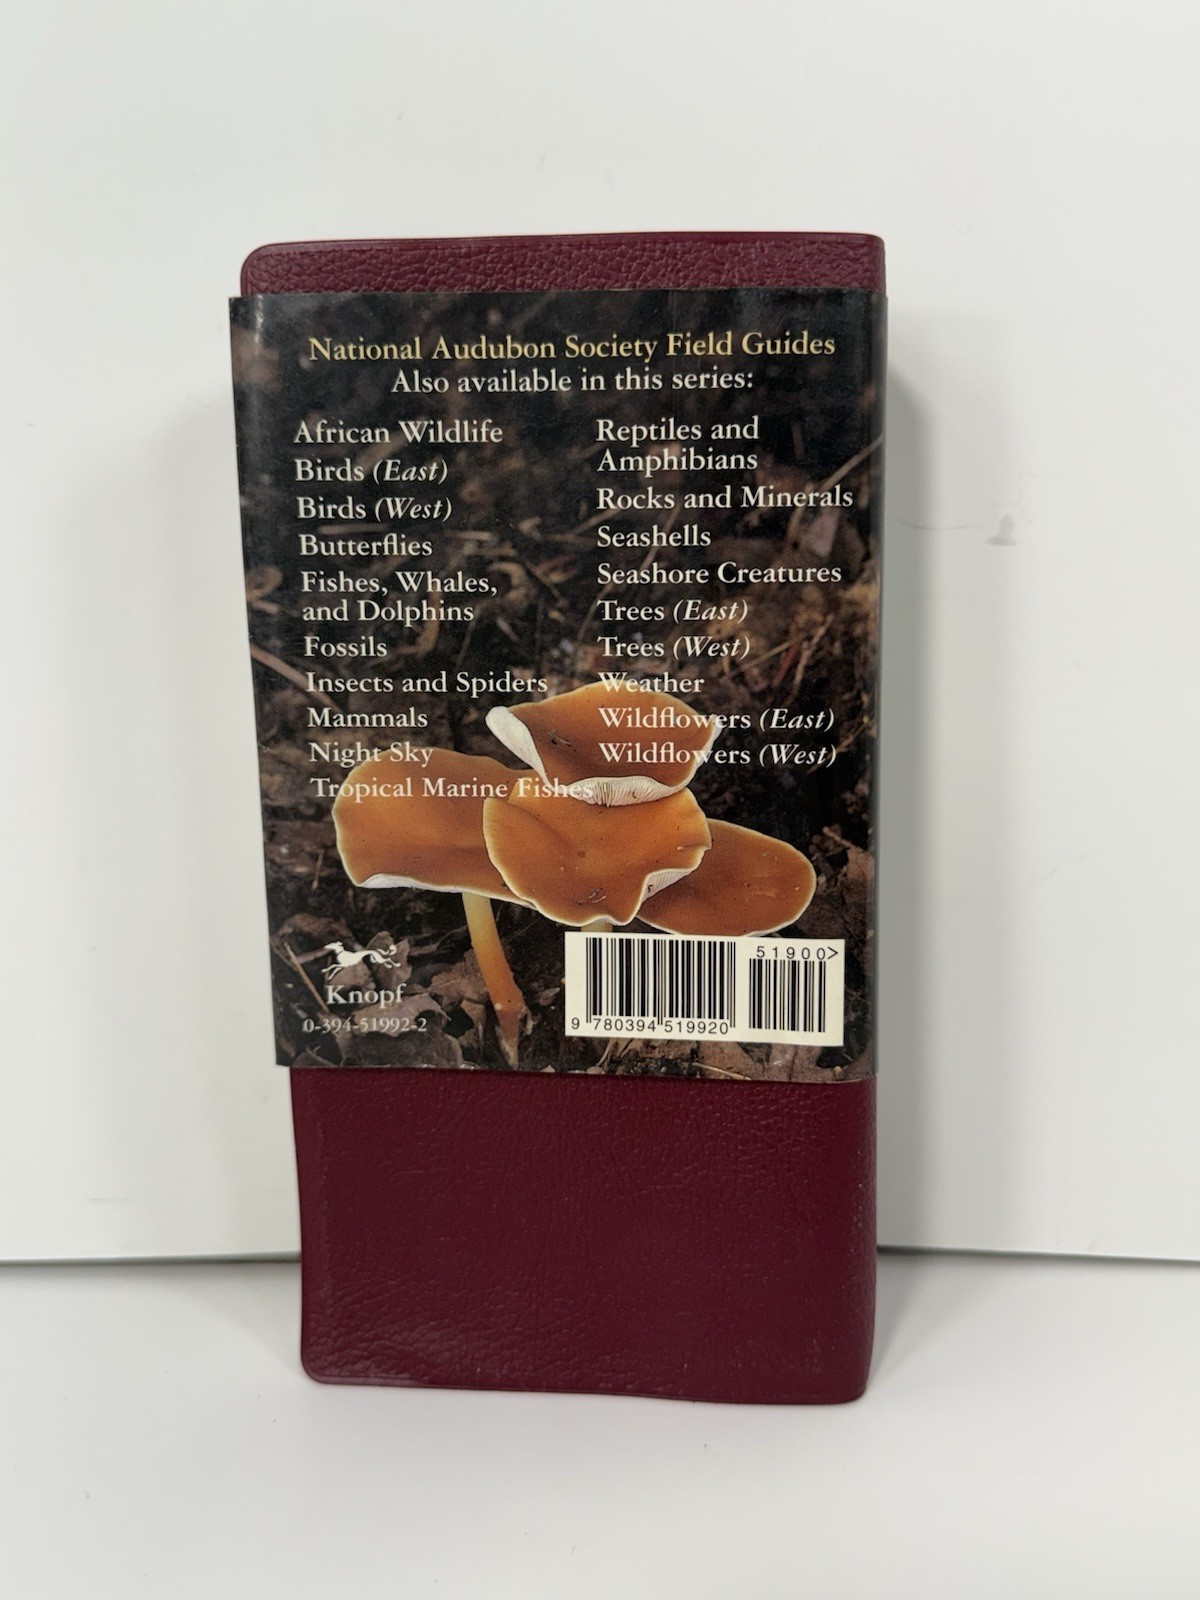 National Audubon Society Field Guides
Also available in this series:
African Wildlife
Birds (East)
Birds (West)
Butterflies
Fishes, Whales,
and Dolphins
Fossils
Insects and Spiders
Mammals
Night Sky
Tropical Marine Fishes
Reptiles and
Amphibians
Rocks and Minerals
Seashells
Seashore Creatures
Trees (East)
Trees (West)
Weather
Wildflowers (East)
Wildflowers (West)
Knopf
0-394-51992-2
51900>
9 780394 519920